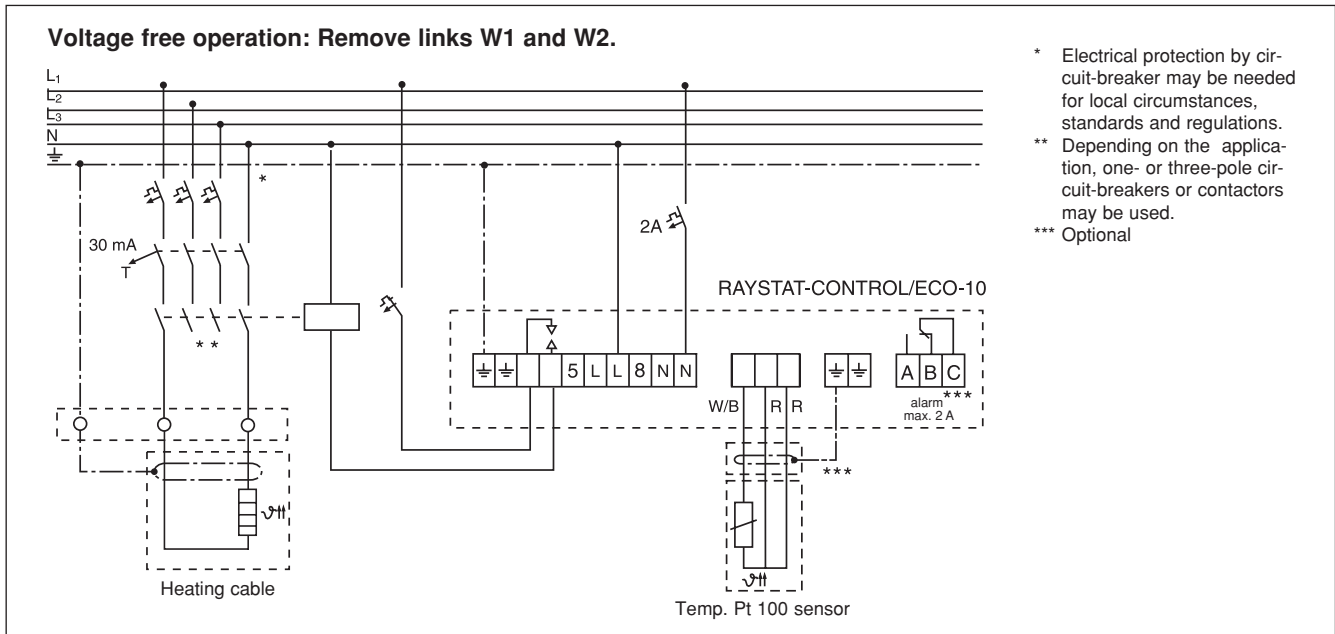 Voltage free operation: Remove links W1 and W2.
L1
L2
L3
N
*
30 mA
T
* *
2A
RAYSTAT-CONTROL/ECO-10
5 L L 8 N N
A B C
W/B R R
alarm ***
max. 2 A
***
Heating cable
Temp. Pt 100 sensor
* Electrical protection by cir-
cuit-breaker may be needed
for local circumstances,
standards and regulations.
** Depending on the applica-
tion, one- or three-pole cir-
cuit-breakers or contactors
may be used.
*** Optional